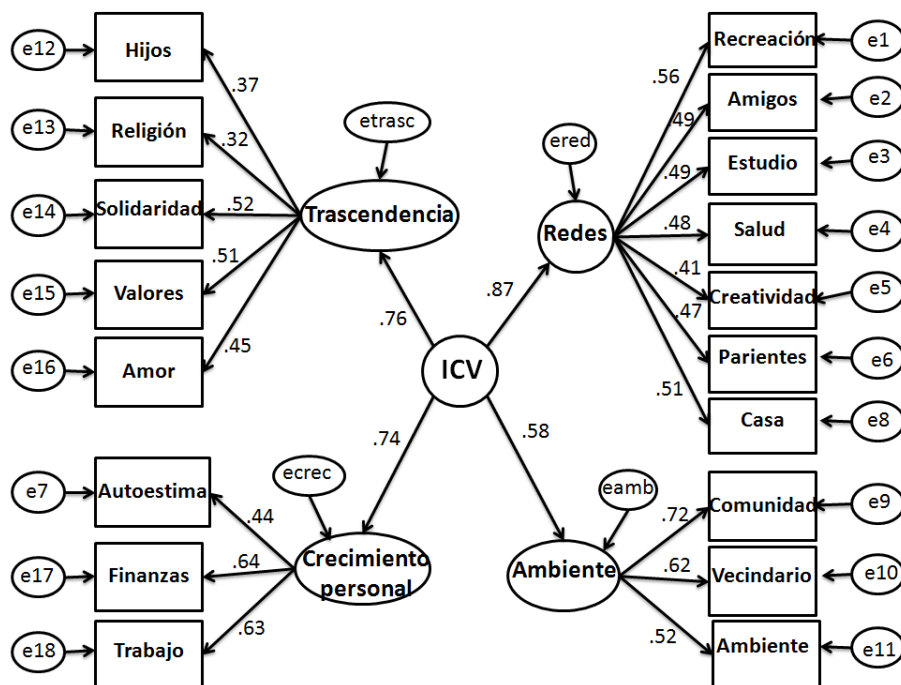 e12
Hijos
.37
e13
Religión
.32
e14
Solidaridad
.52
e15
Valores
.51
e16
Amor
.45
etrasc
Trascendencia
.76
ered
Redes
.87
Recreación
e1
.56
Amigos
e2
.49
Estudio
e3
.49
Salud
e4
.48
Creatividad
e5
.41
Parientes
e6
.47
Casa
e8
.51
ICV
.74
.58
e7
Autoestima
.44
e17
Finanzas
.64
e18
Trabajo
.63
ecrec
Crecimiento
personal
eamb
Ambiente
Comunidad
e9
.72
Vecindario
e10
.62
Ambiente
e11
.52